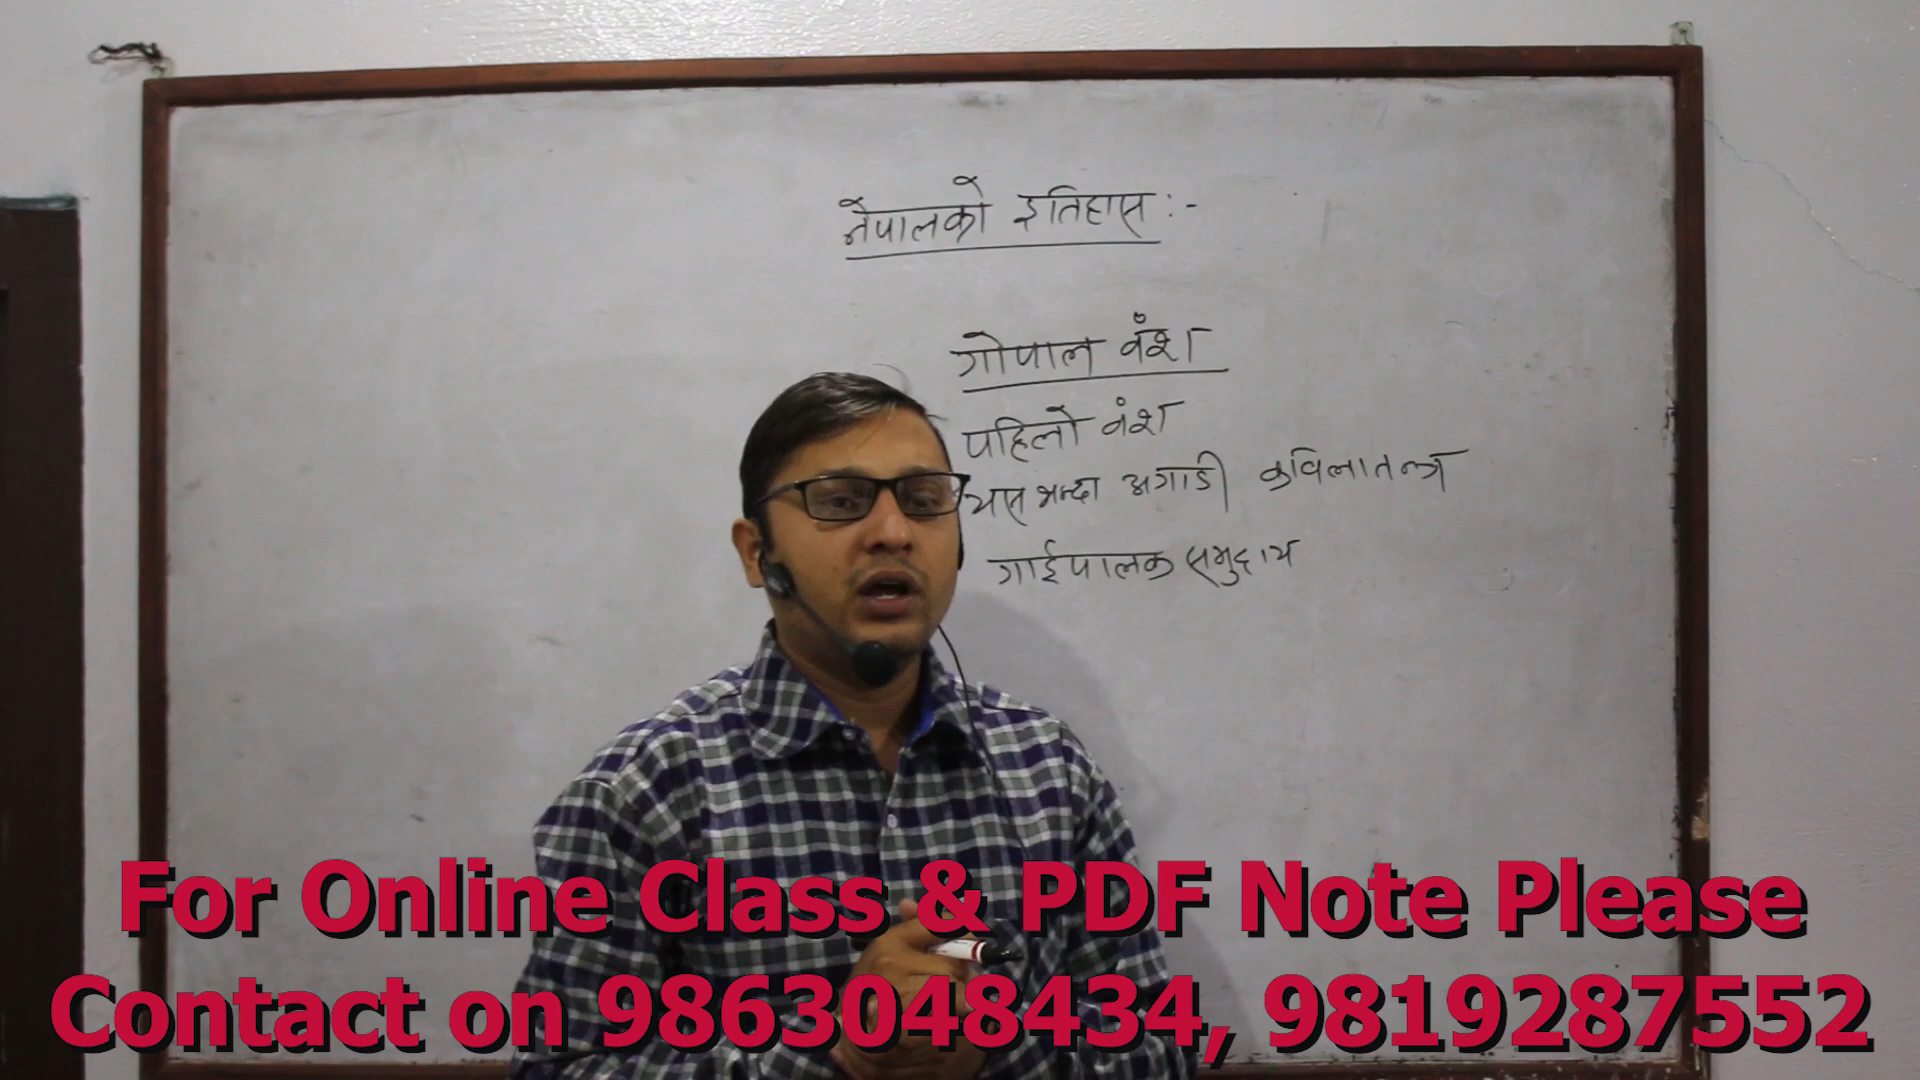 नेपालको इतिहास :-
गोपाल वंश
पहिलो वंश
यस भन्दा अगाडी कविलातन्त्र
गाईपालक समुदाय
For Online Class & PDF Note Please
Contact on 9863048434, 9819287552